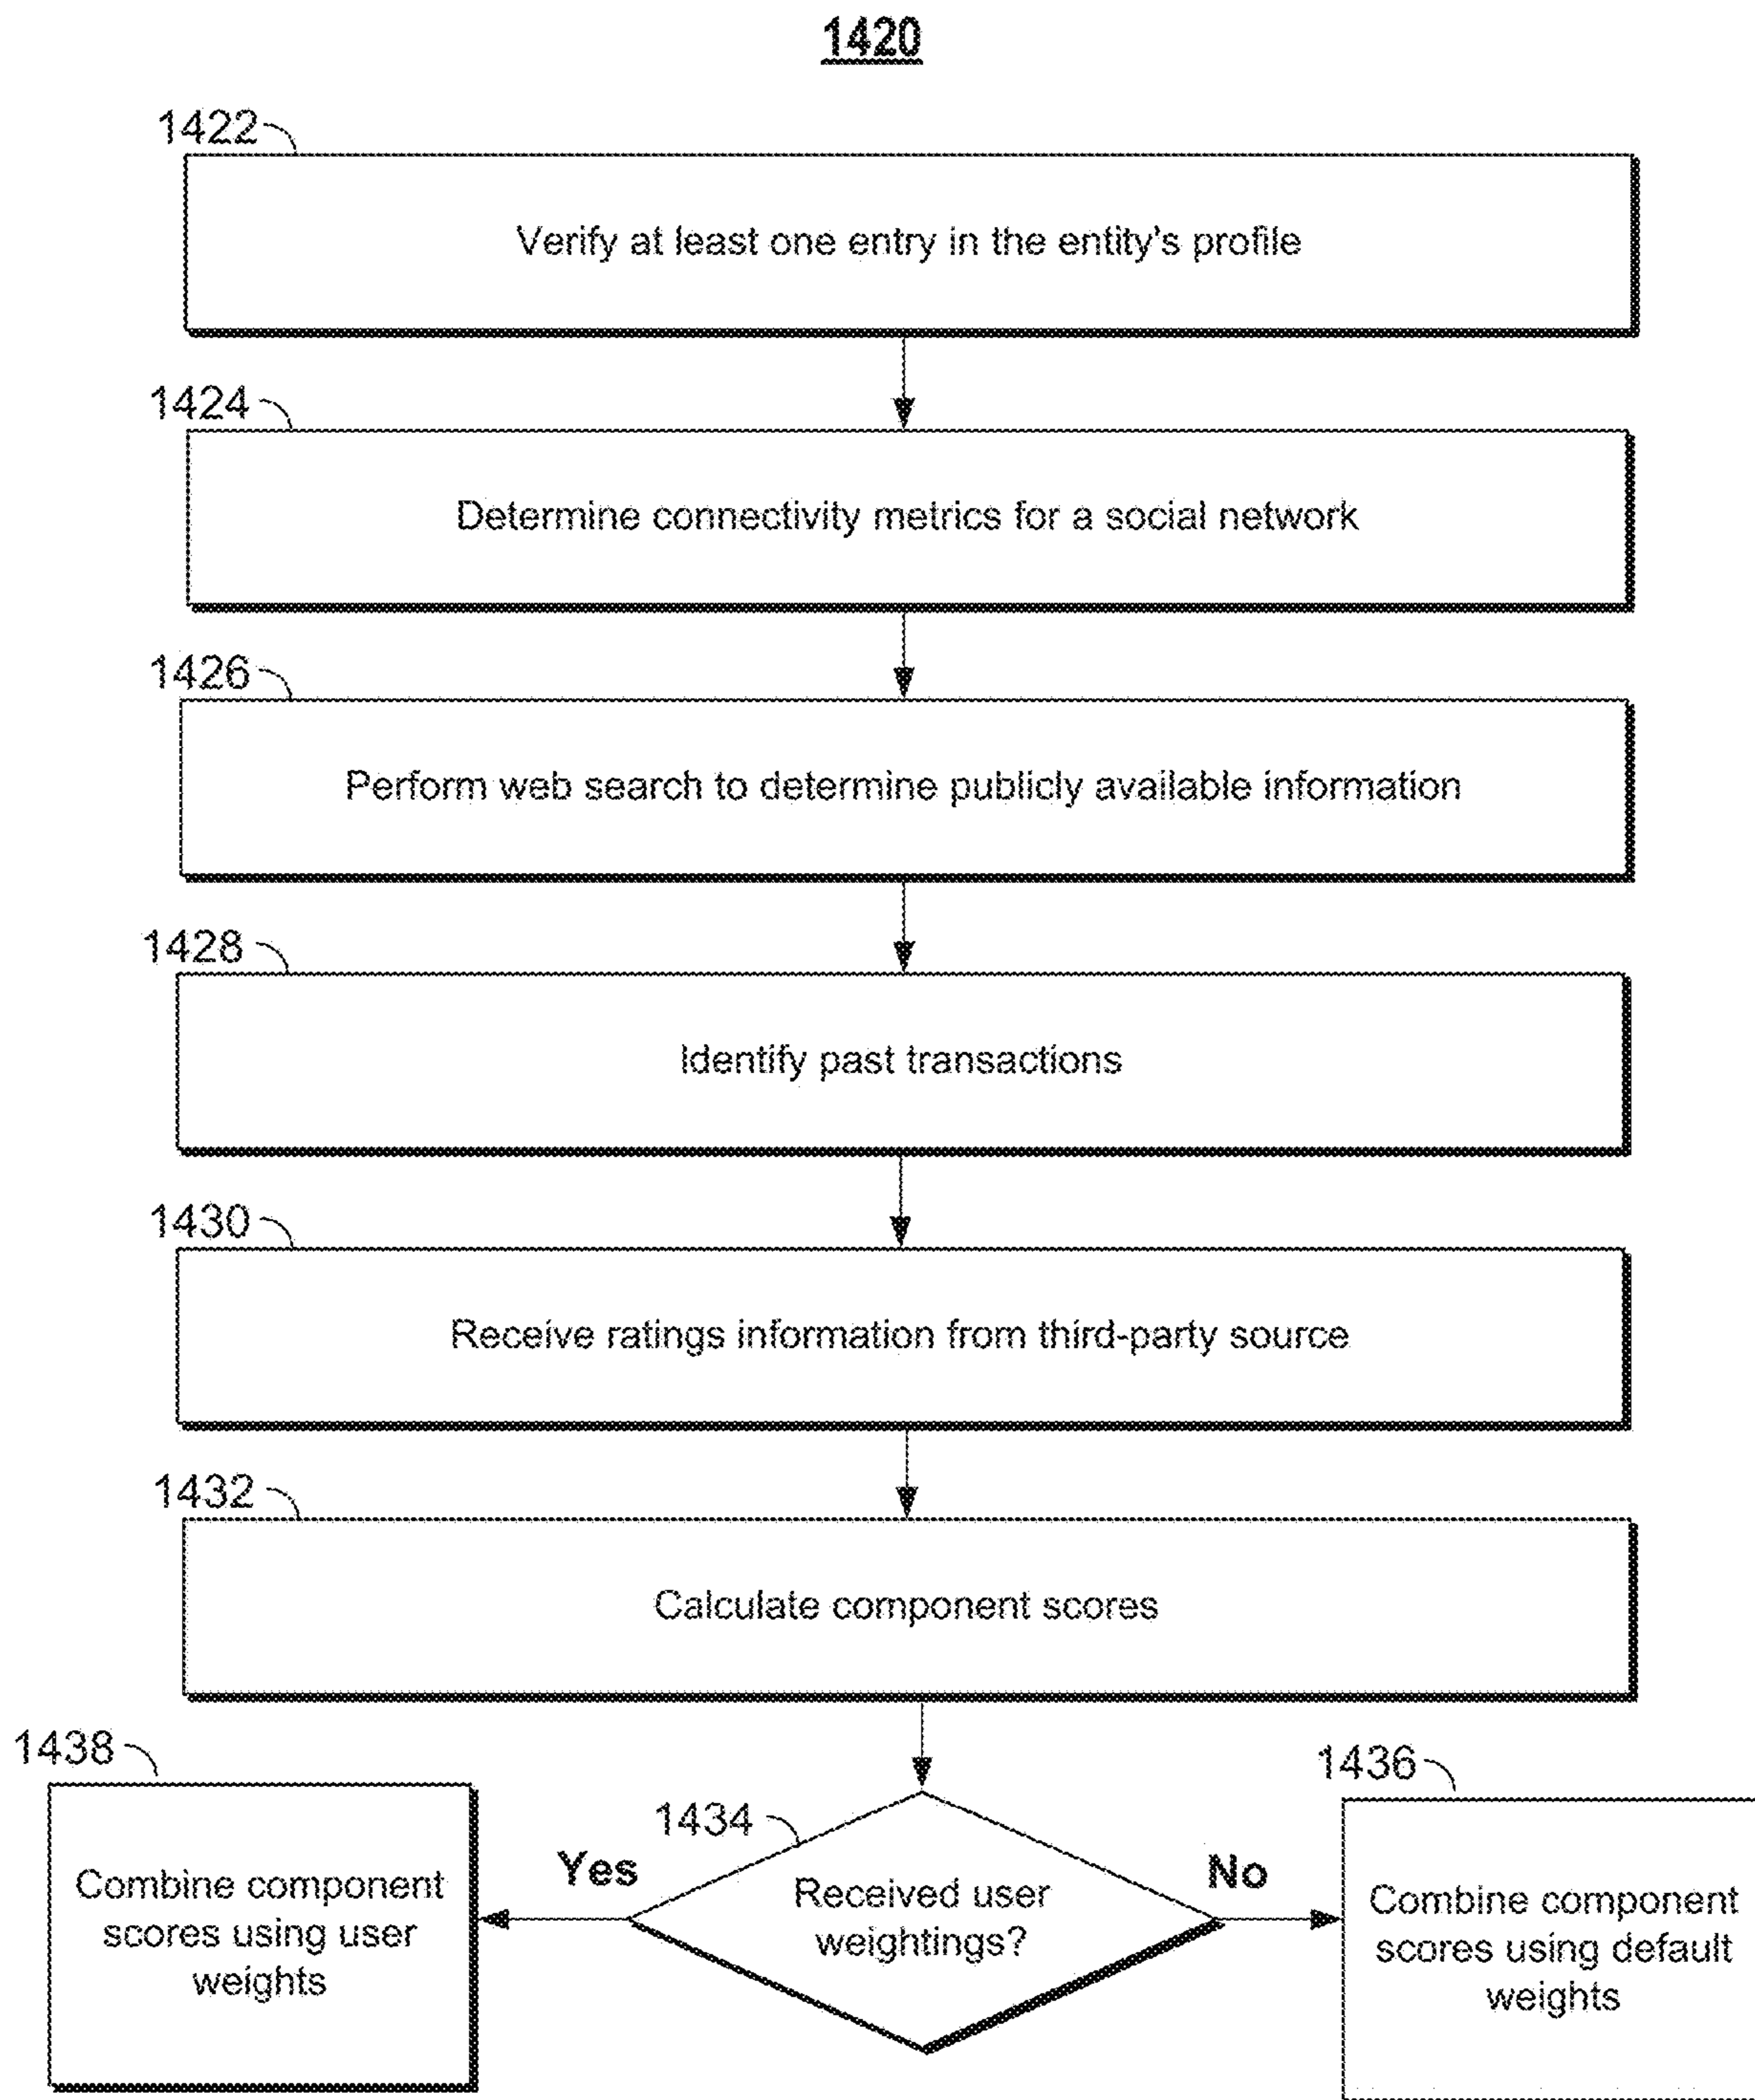 1420
1422
Verify at least one entry in the entity's profile
1424
Determine connectivity metrics for a social network
1426
Perform web search to determine publicly available information
1428
Identify past transactions
1430
Receive ratings information from third-party source
1432
Calculate component scores
1438
Combine component
scores using user
weights
1434
Yes
Received user
weightings?
No
1436
Combine component
scores using default
weights